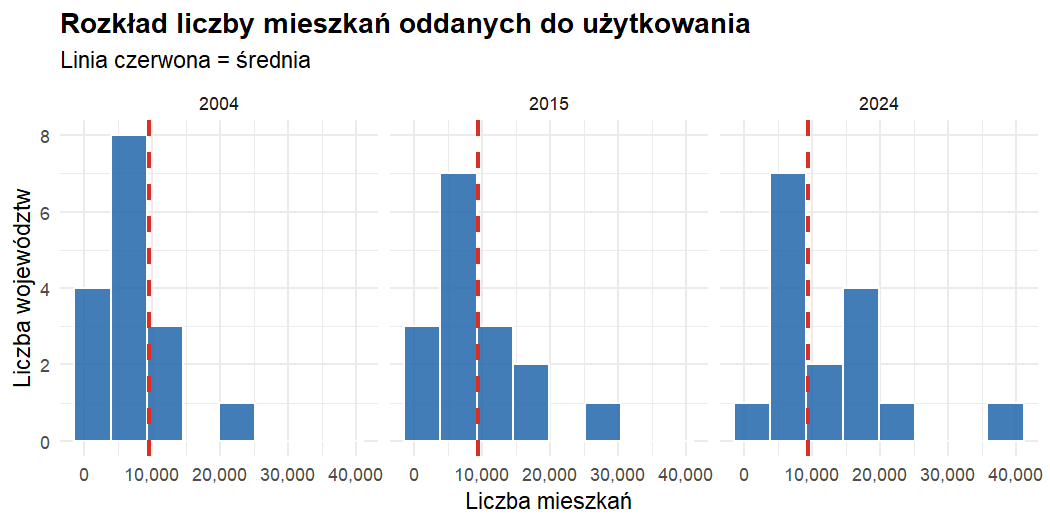 Rozkład liczby mieszkań oddanych do użytkowania
Linia czerwona = średnia
2004 2015 2024
Liczba województw
8
6
4
2
0
0 10,000 20,000 30,000 40,000 0 10,000 20,000 30,000 40,000 0 10,000 20,000 30,000 40,000
Liczba mieszkań